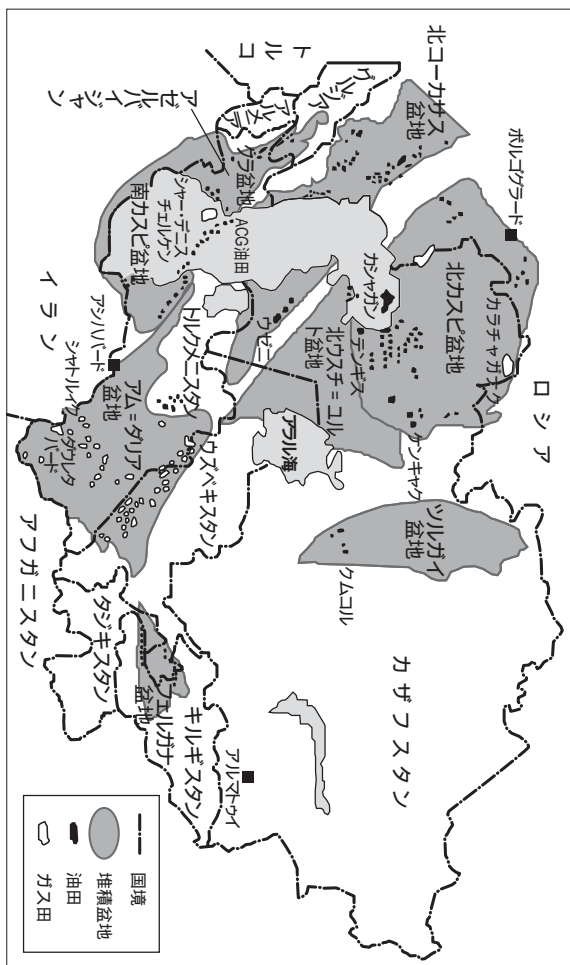 ロシア
カザフスタン
ボルゴグラード
カラチャガナク
北カスピ盆地
北コーカサス
盆地
カシャガン
テンギス
ケンキヤク
ツルガイ
盆地
クムコル
北ウスチ=ユル
ト盆地
アラル海
ウゼニ
グルジア
アルメニア
アゼル
バイジャン
トルコ
クラ盆地
ACG油田
シャー・デニス
チェルケン
南カスピ盆地
トルクメニスタン
ウズベキスタン
アシハバード
イラン
シャトルイク
アム=ダリア
盆地
ダウレタ
バード
アフガニスタン
タジキスタン
フェルガナ
盆地
キルギスタン
アルマトゥイ
国境
堆積盆地
油田
ガス田